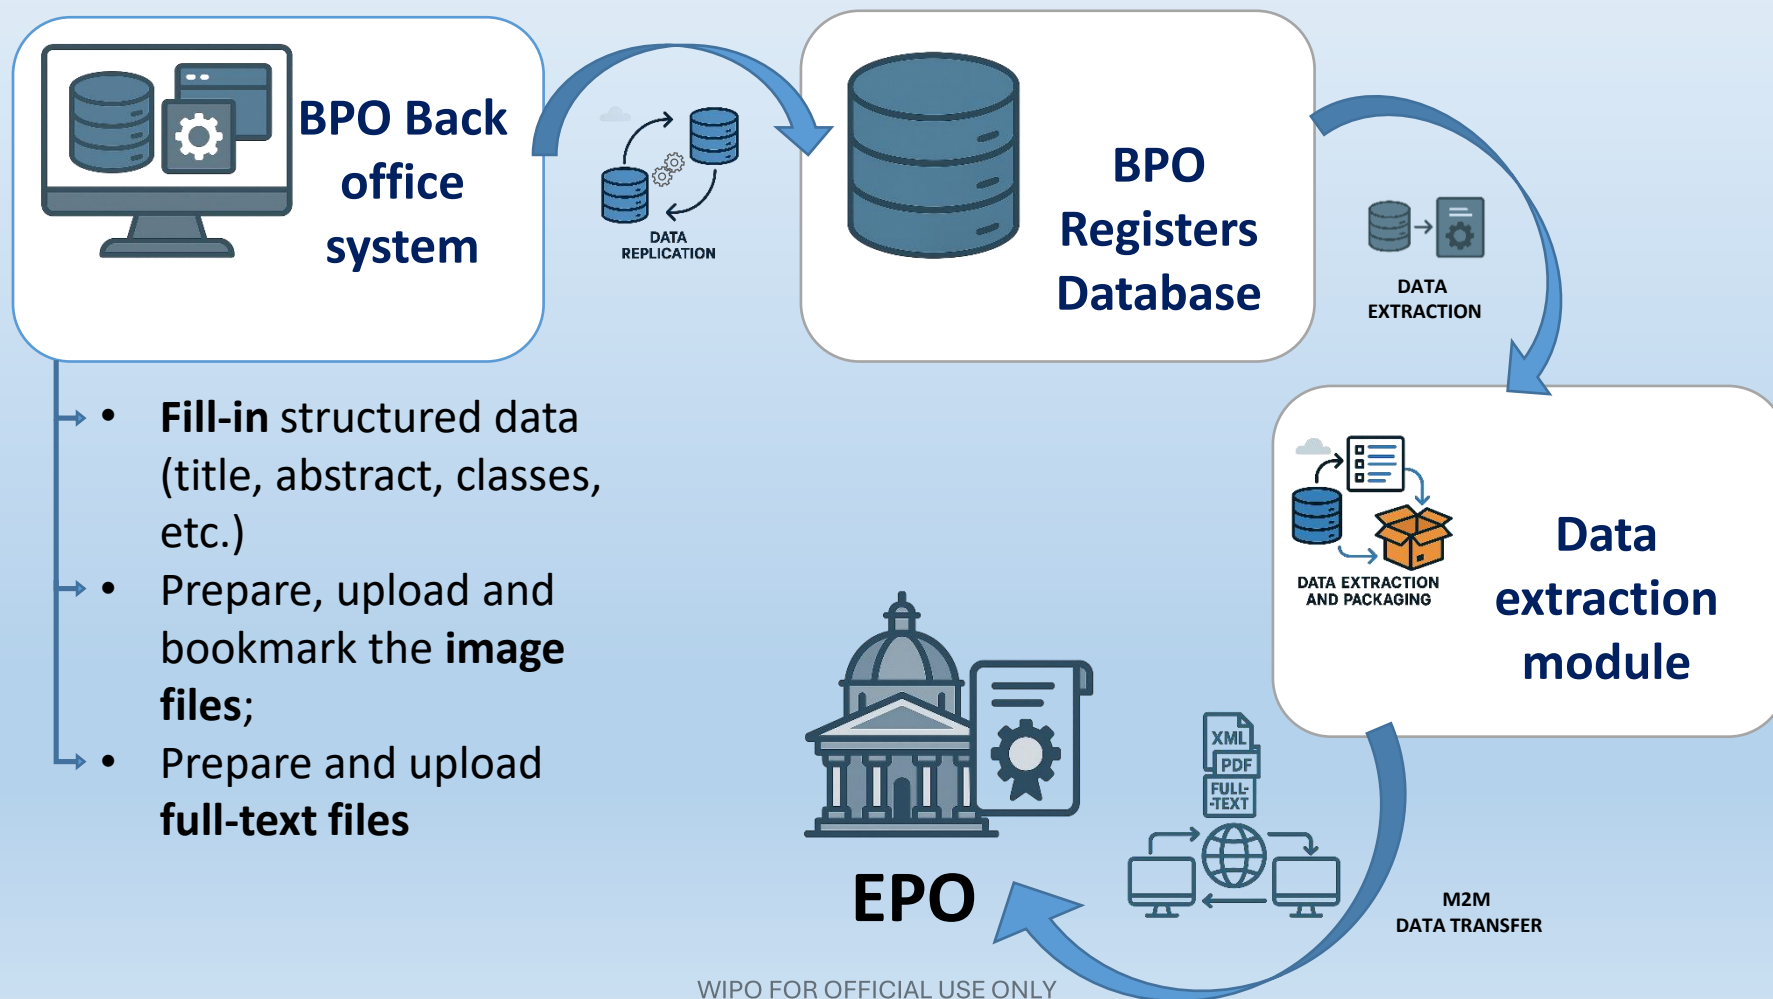 BPO Back
office
system
DATA
REPLICATION
BPO
Registers
Database
DATA
EXTRACTION
• Fill-in structured data
(title, abstract, classes,
etc.)
• Prepare, upload and
bookmark the image
files;
• Prepare and upload
full-text files
DATA EXTRACTION
AND PACKAGING
Data
extraction
module
XML
PDF
FULL-
-TEXT
EPO
M2M
DATA TRANSFER
WIPO FOR OFFICIAL USE ONLY